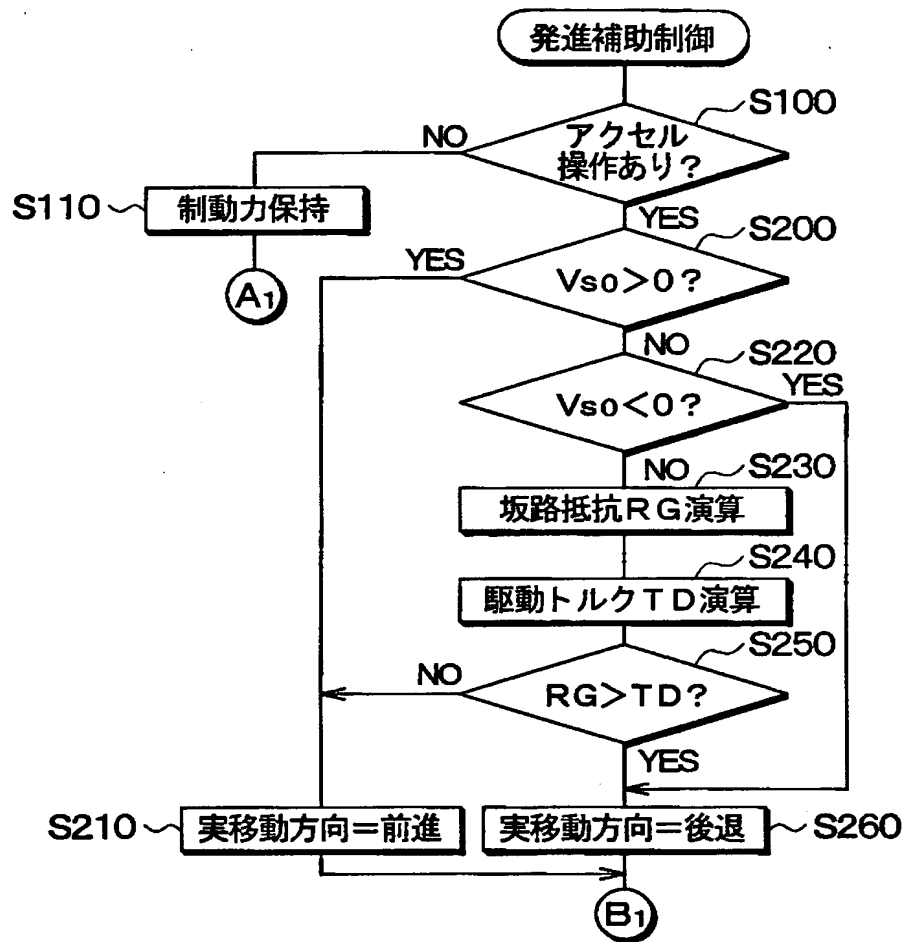 発進補助制御
S100
アクセル
操作あり?
NO
YES
S110
制動力保持
A1
S200
Vso>0?
YES
NO
S220
Vso<0?
YES
NO
S230
坂路抵抗RG演算
S240
駆動トルクTD演算
S250
RG>TD?
NO
YES
S210
実移動方向=前進
実移動方向=後退
S260
B1